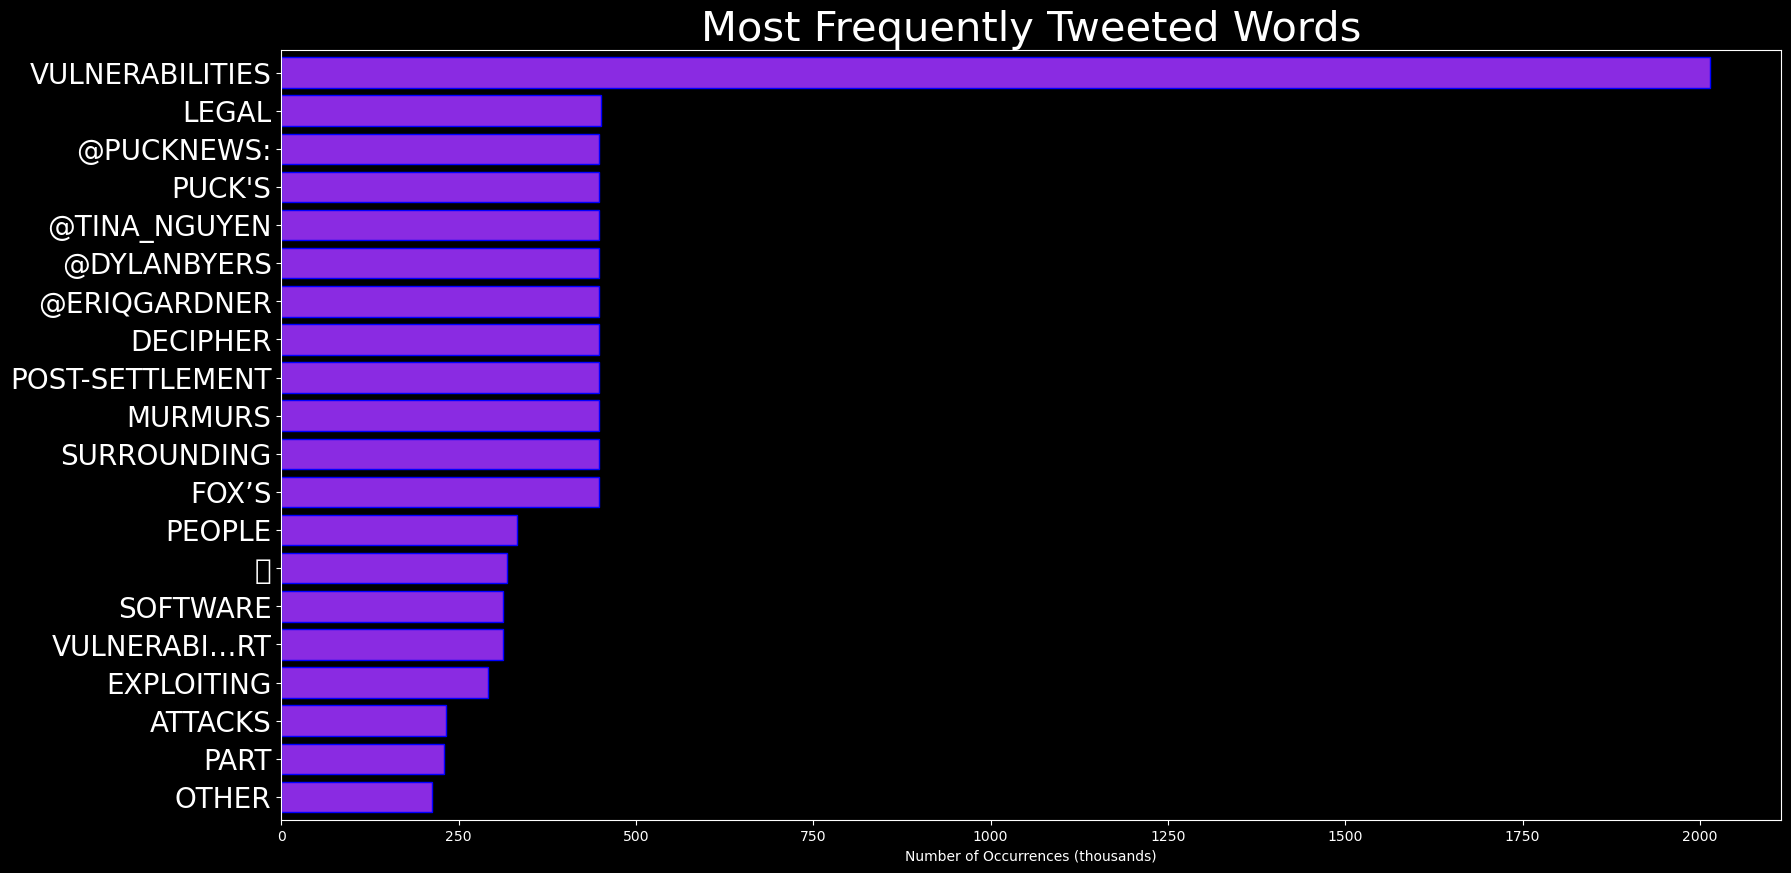 Most Frequently Tweeted Words
VULNERABILITIES
LEGAL
@PUCKNEWS:
PUCK'S
@TINA_NGUYEN
@DYLANBYERS
@ERIQGARDNER
DECIPHER
POST-SETTLEMENT
MURMURS
SURROUNDING
FOX’S
PEOPLE
SOFTWARE
VULNERABI…RT
EXPLOITING
ATTACKS
PART
OTHER
0 250 500 750 1000 1250 1500 1750 2000
Number of Occurrences (thousands)